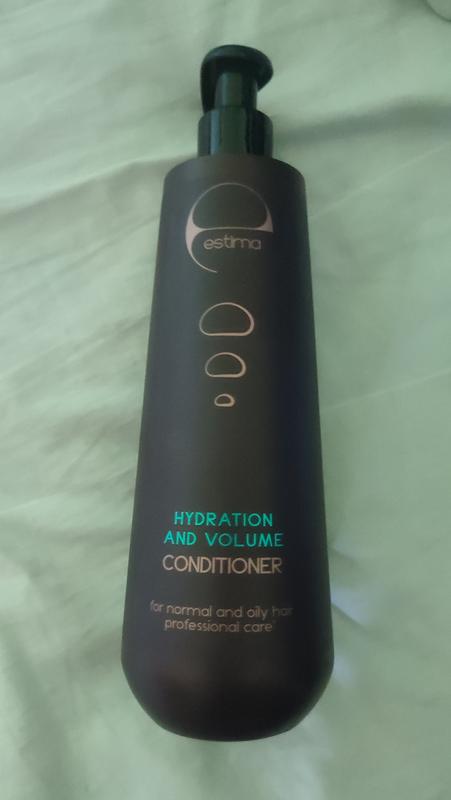 estima
HYDRATION
AND VOLUME
CONDITIONER
for normal and oily hair
professional care*